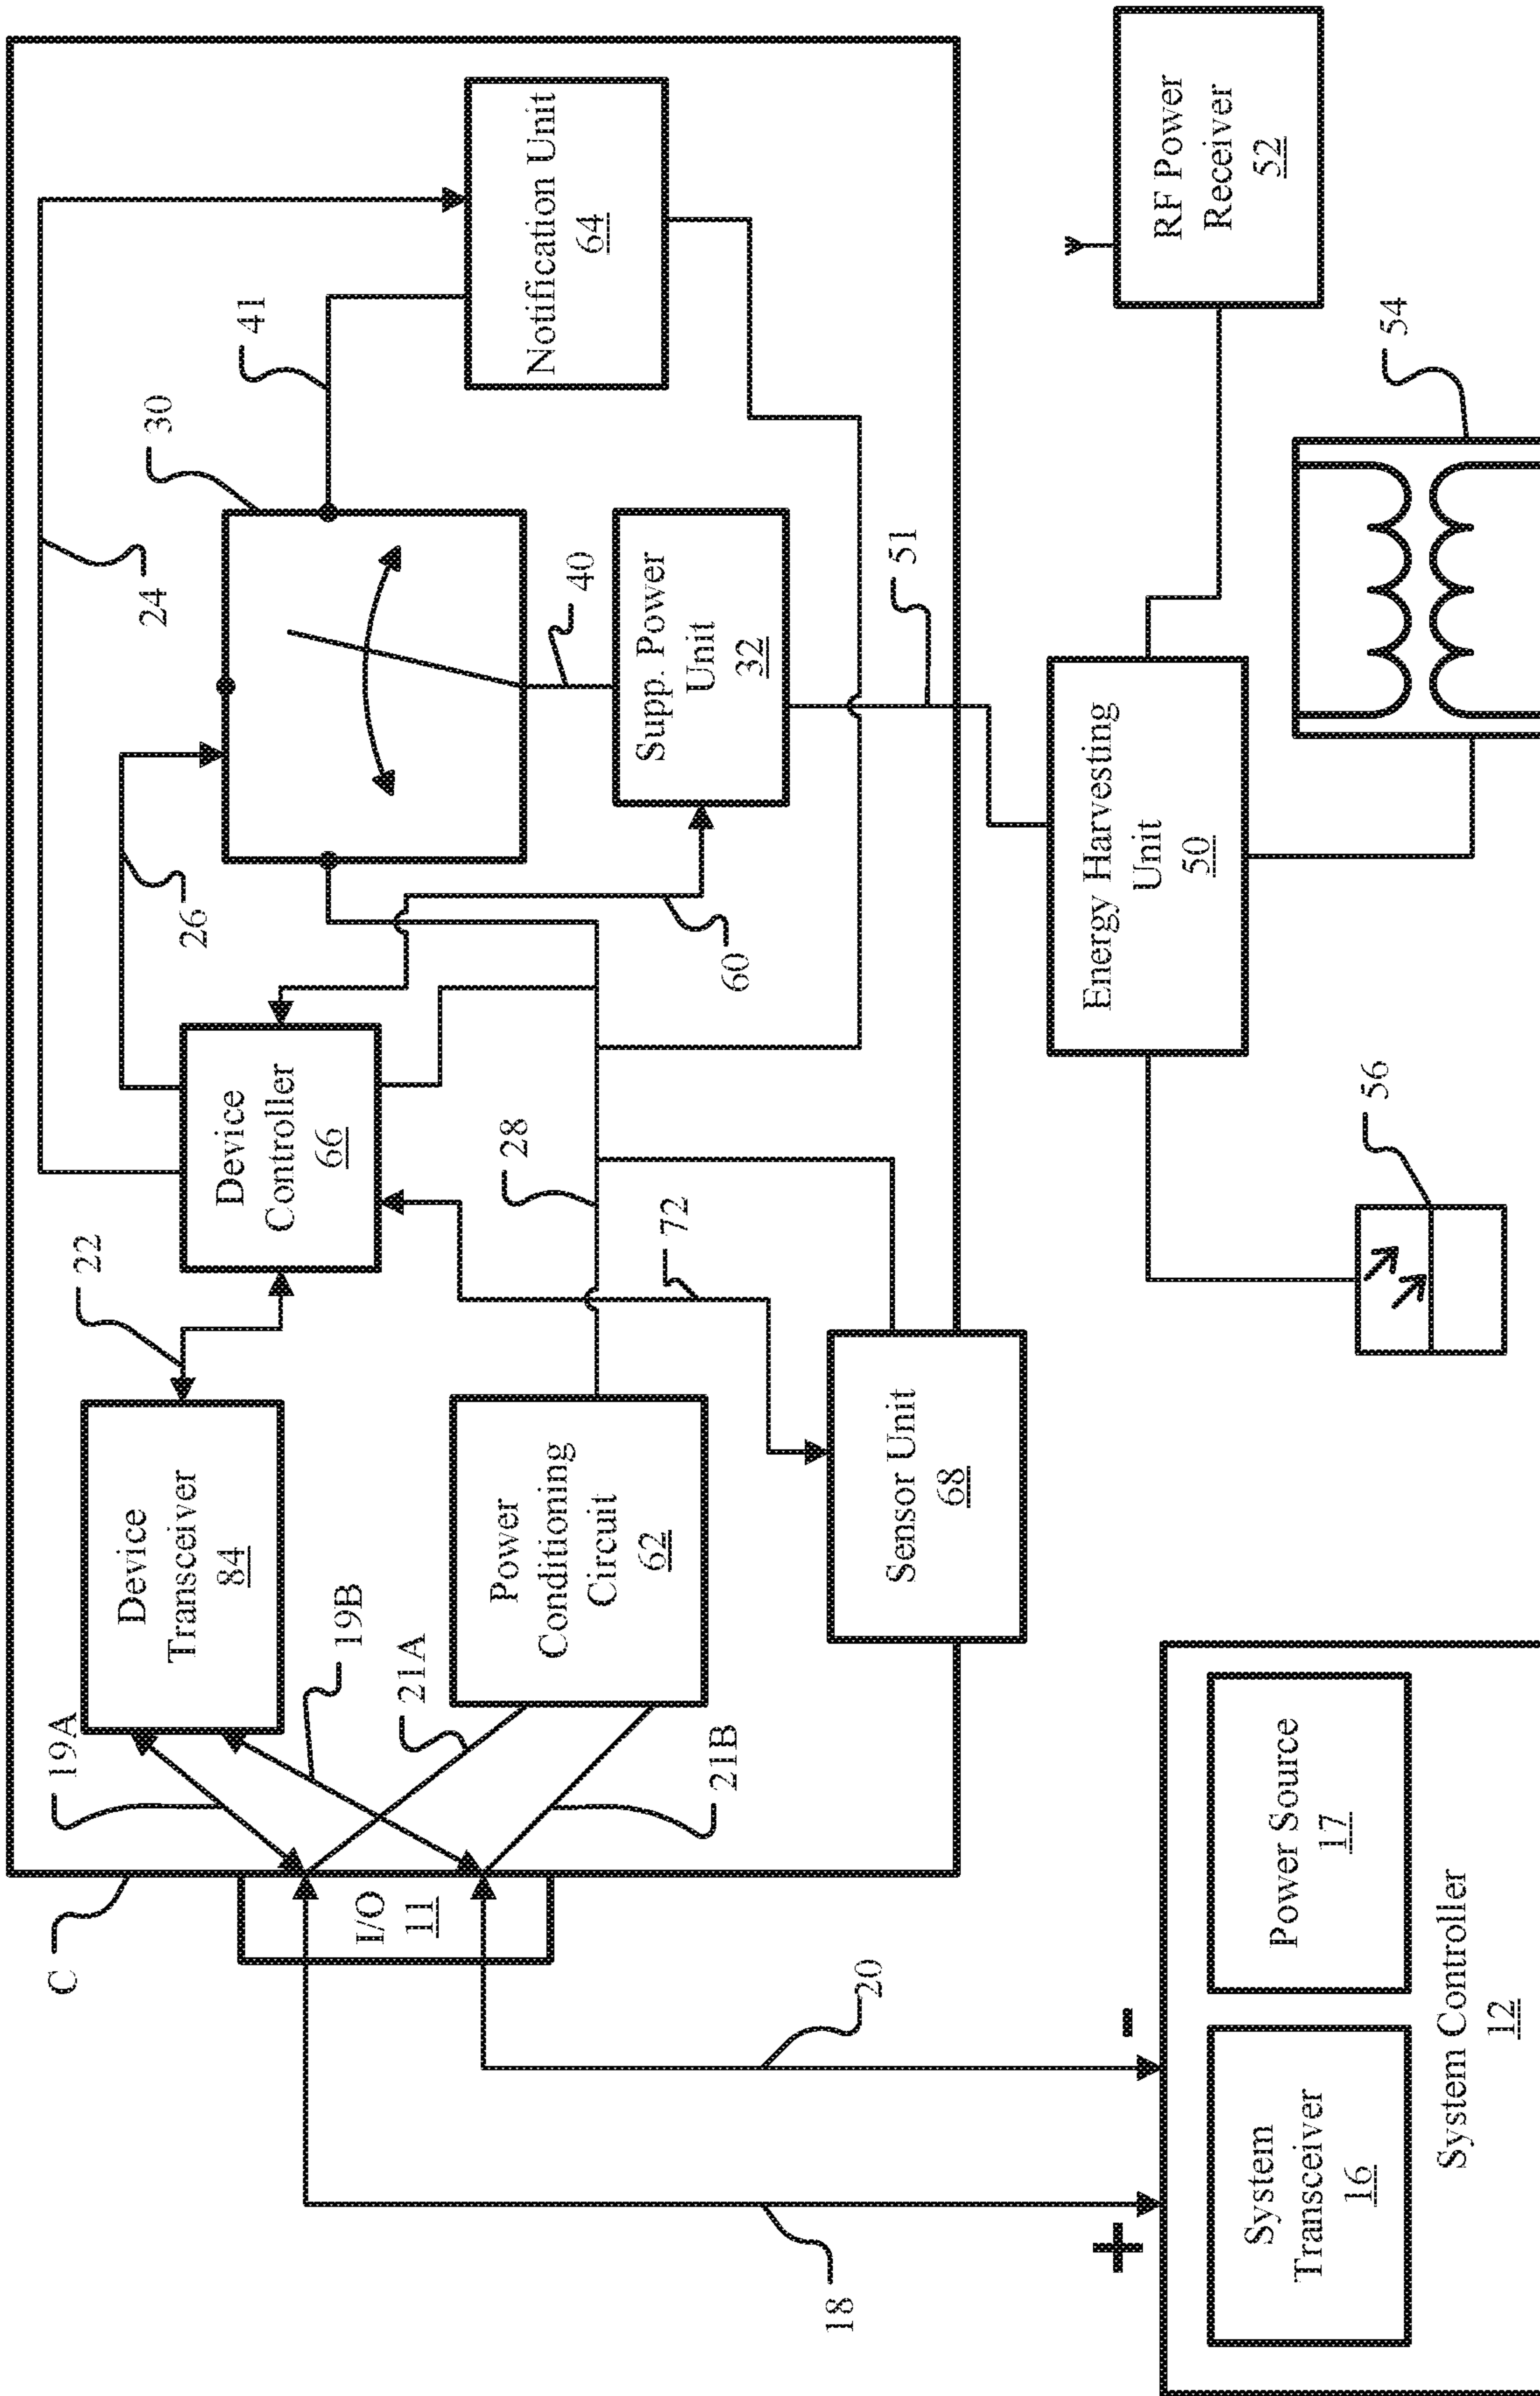 C
I/O
11
19A
19B
21A
21B
Device
Transceiver
84
22
Power
Conditioning
Circuit
62
Device
Controller
66
24
26
28
30
41
40
Supp. Power
Unit
32
Notification Unit
64
60
72
Sensor Unit
68
51
Energy Harvesting
Unit
50
RF Power
Receiver
52
54
56
18
20
+
-
System
Transceiver
16
Power Source
17
System Controller
12